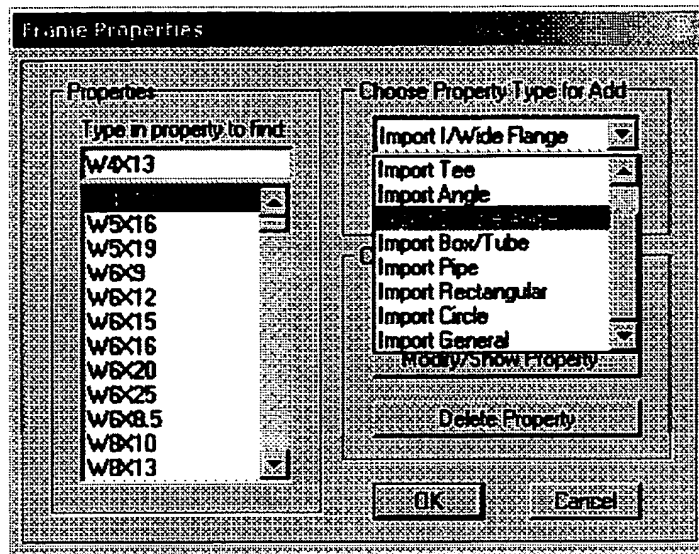 Frame Properties
Properties
Type in property to find:
W4X13
W5X16
W5X19
W6X9
W6X12
W6X15
W6X16
W6X20
W6X25
W6X8.5
W8X10
W8X13
Choose Property Type for Add
Import I/Wide Flange
Import Tee
Import Angle
Import Box/Tube
Import Pipe
Import Rectangular
Import Circle
Import General
Modify/Show Property
Delete Property
OK
Cancel